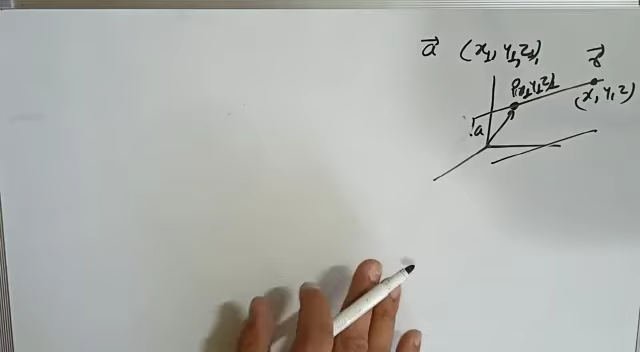 a⃗ (x₁, y₁, z₁), r⃗
P(x₁ y₁ z₁)
(x, y, z)
a